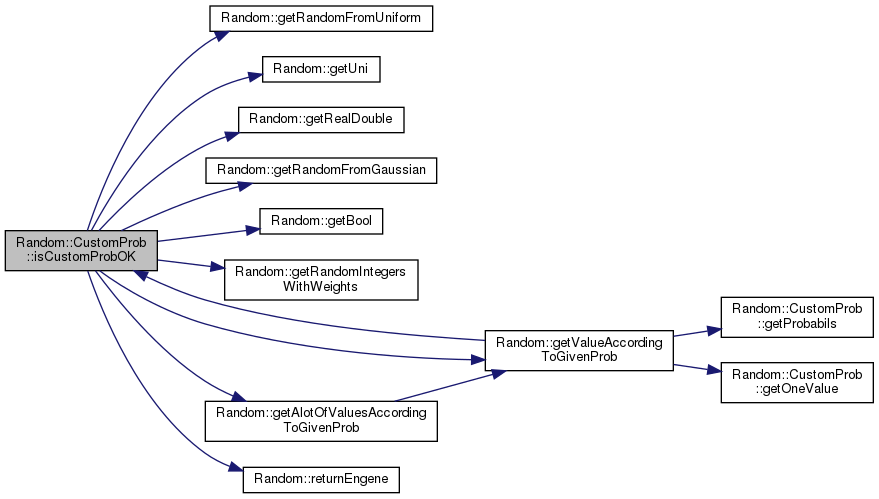 Random::getRandomFromUniform
Random::getUni
Random::getRealDouble
Random::getRandomFromGaussian
Random::getBool
Random::CustomProb
::isCustomProbOK
Random::getRandomIntegers
WithWeights
Random::CustomProb
::getProbabils
Random::getValueAccording
ToGivenProb
Random::CustomProb
::getOneValue
Random::getAlotOfValuesAccording
ToGivenProb
Random::returnEngene